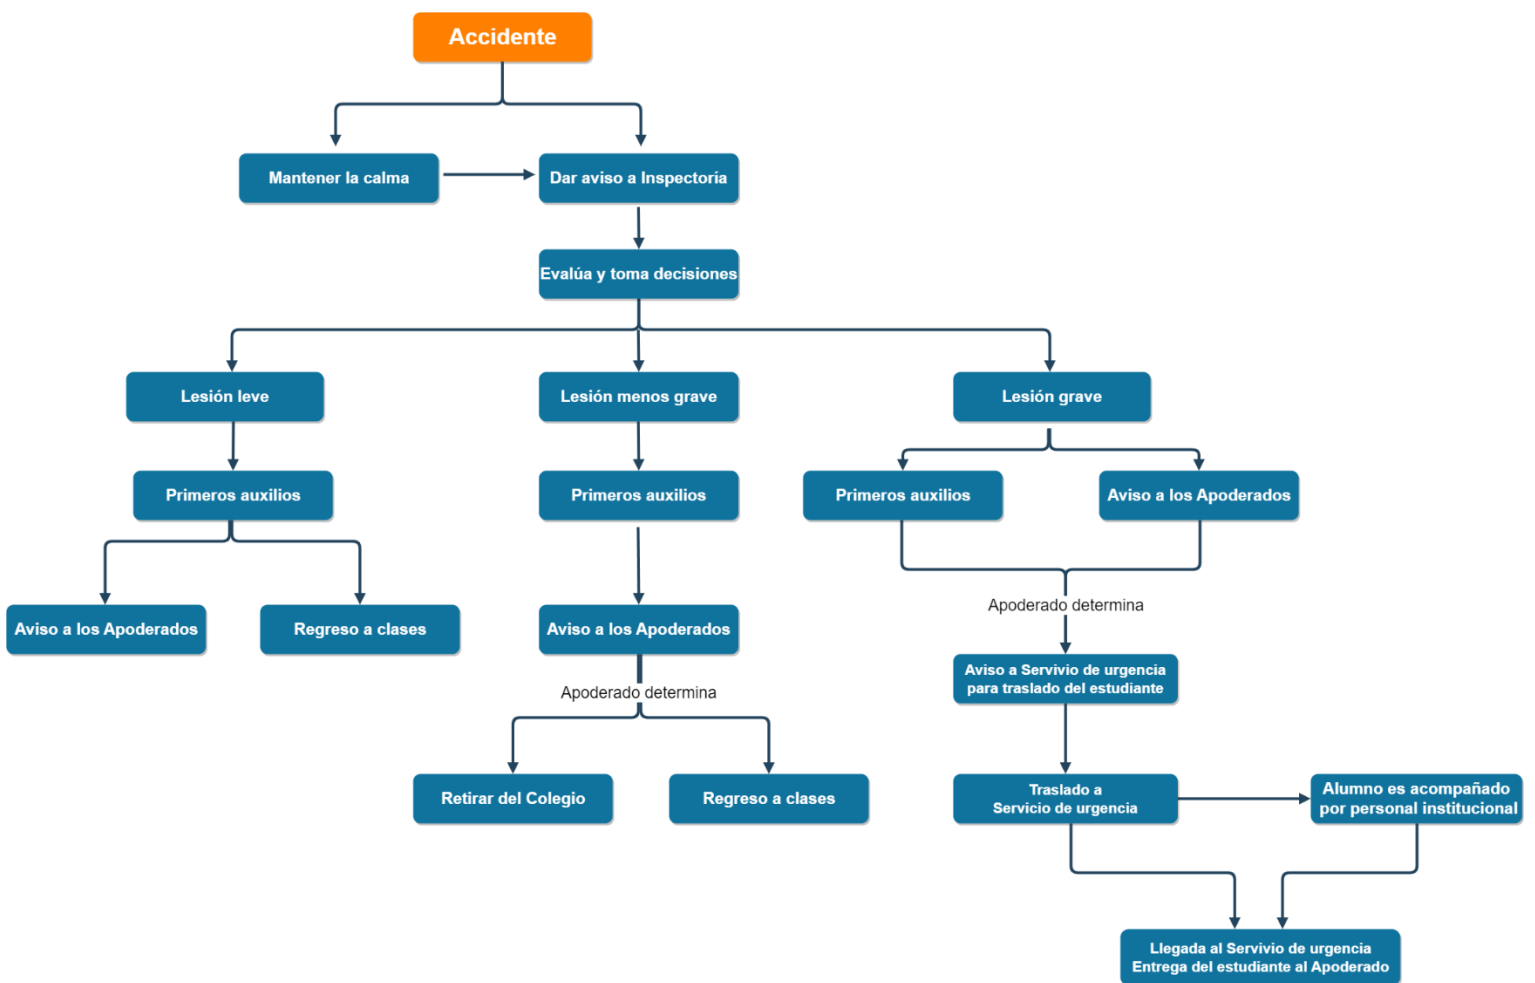 Accidente
Mantener la calma
Dar aviso a Inspectoría
Evalúa y toma decisiones
Lesión leve
Lesión menos grave
Lesión grave
Primeros auxilios
Primeros auxilios
Primeros auxilios
Aviso a los Apoderados
Aviso a los Apoderados
Regreso a clases
Aviso a los Apoderados
Apoderado determina
Aviso a Servivio de urgencia
para traslado del estudiante
Apoderado determina
Retirar del Colegio
Regreso a clases
Traslado a
Servicio de urgencia
Alumno es acompañado
por personal institucional
Llegada al Servivio de urgencia
Entrega del estudiante al Apoderado